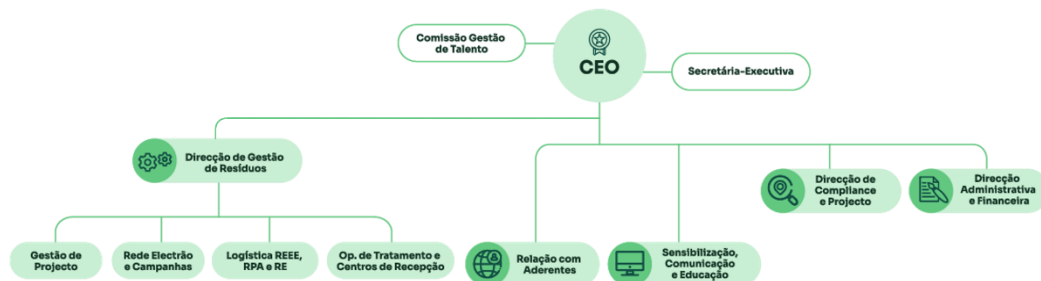 Comissão Gestão
de Talento
CEO
Secretária-Executiva
Direcção de Gestão
de Resíduos
Direcção de
Compliance
e Projecto
Direcção
Administrativa
e Financeira
Gestão de
Projecto
Rede Electrão
e Campanhas
Logística REEE,
RPA e RE
Op. de Tratamento e
Centros de Recepção
Relação com
Aderentes
Sensibilização,
Comunicação
e Educação